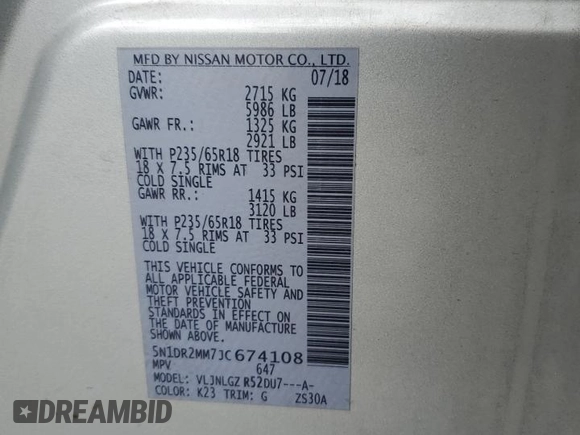 MFD BY NISSAN MOTOR CO., LTD.
DATE: 07/18
GVWR: 2715 KG
5986 LB
GAWR FR.: 1325 KG
2921 LB
WITH P235/65R18 TIRES
18 X 7.5 RIMS AT 33 PSI
COLD SINGLE
GAWR RR.: 1415 KG
3120 LB
WITH P235/65R18 TIRES
18 X 7.5 RIMS AT 33 PSI
COLD SINGLE
THIS VEHICLE CONFORMS TO
ALL APPLICABLE FEDERAL
MOTOR VEHICLE SAFETY AND
THEFT PREVENTION
STANDARDS IN EFFECT ON
THE DATE OF MANUFACTURE
SHOWN ABOVE.
5N1DR2MM7JC674108
MPV 647
MODEL: VLJNLGZ R52DU7---A-
COLOR: K23 TRIM: G ZS30A
DREAMBID